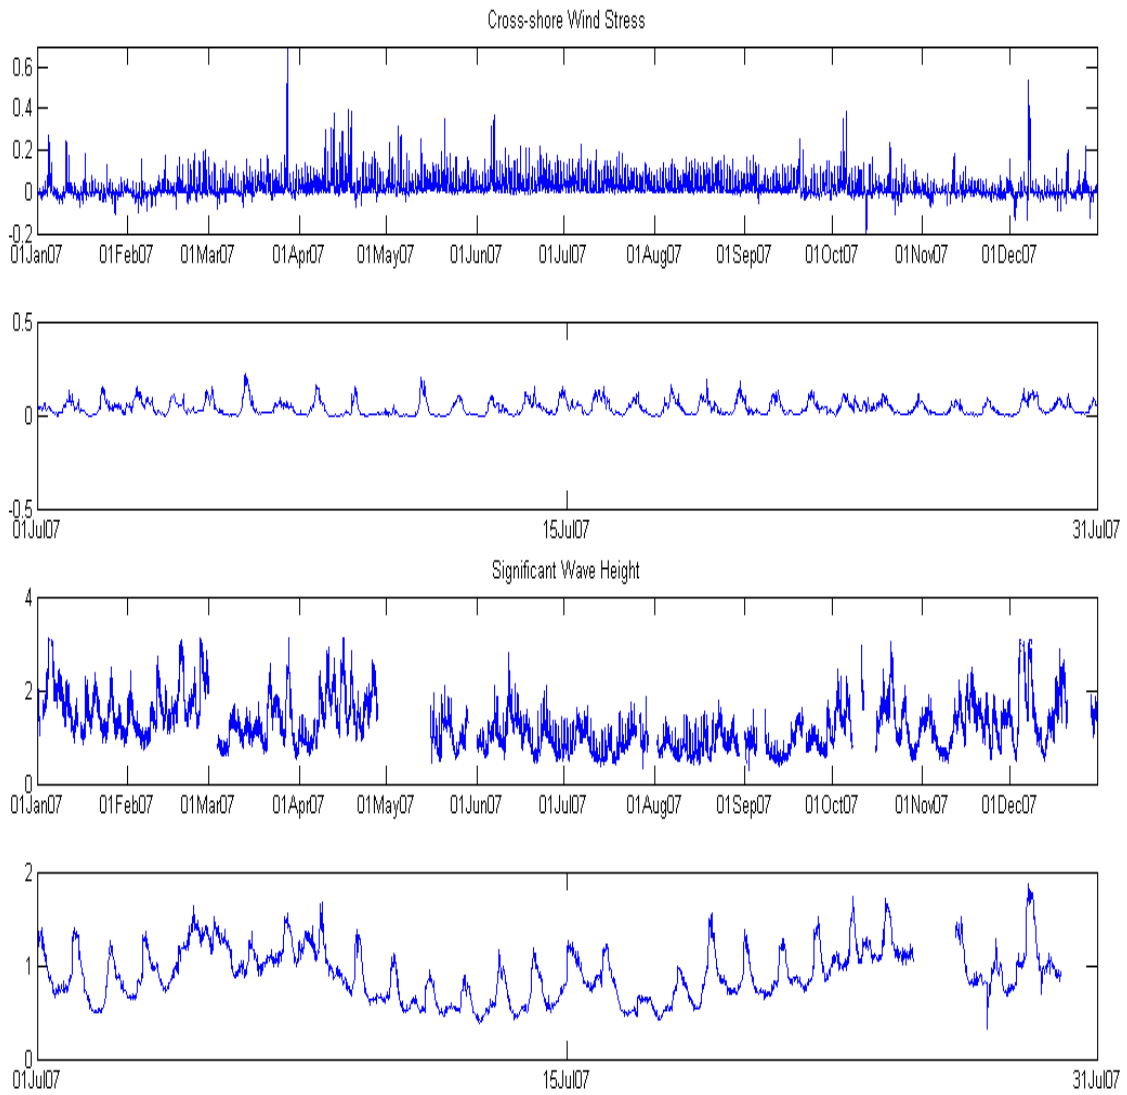 Cross-shore Wind Stress
0.6
0.4
0.2
0
-0.2
01Jan07 01Feb07 01Mar07 01Apr07 01May07 01Jun07 01Jul07 01Aug07 01Sep07 01Oct07 01Nov07 01Dec07
0.5
0
-0.5
01Jul07 15Jul07 31Jul07
Significant Wave Height
4
2
0
01Jan07 01Feb07 01Mar07 01Apr07 01May07 01Jun07 01Jul07 01Aug07 01Sep07 01Oct07 01Nov07 01Dec07
2
1
0
01Jul07 15Jul07 31Jul07